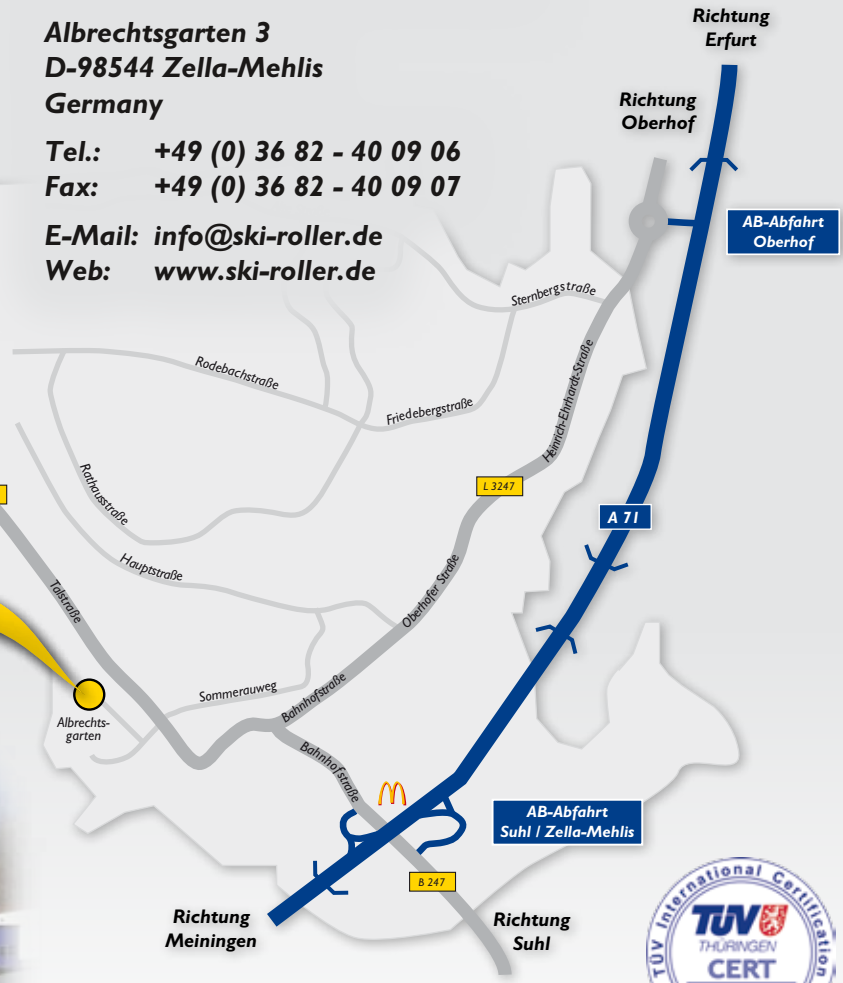 Albrechtsgarten 3
D-98544 Zella-Mehlis
Germany
Tel.: +49 (0) 36 82 - 40 09 06
Fax: +49 (0) 36 82 - 40 09 07
E-Mail: info@ski-roller.de
Web: www.ski-roller.de
Richtung
Erfurt
Richtung
Oberhof
AB-Abfahrt
Oberhof
Sternbergstraße
Heinrich-Ehrhardt-Straße
Rodebachstraße
Friedebergstraße
L 3247
A 71
Rathausstraße
Hauptstraße
Oberhofer Straße
Talstraße
Sommerauweg
Bahnhofstraße
Albrechts-
garten
Bahnhofstraße
AB-Abfahrt
Suhl / Zella-Mehlis
B 247
Richtung
Meiningen
Richtung
Suhl
TÜV International Certification
TÜV
THÜRINGEN
CERT